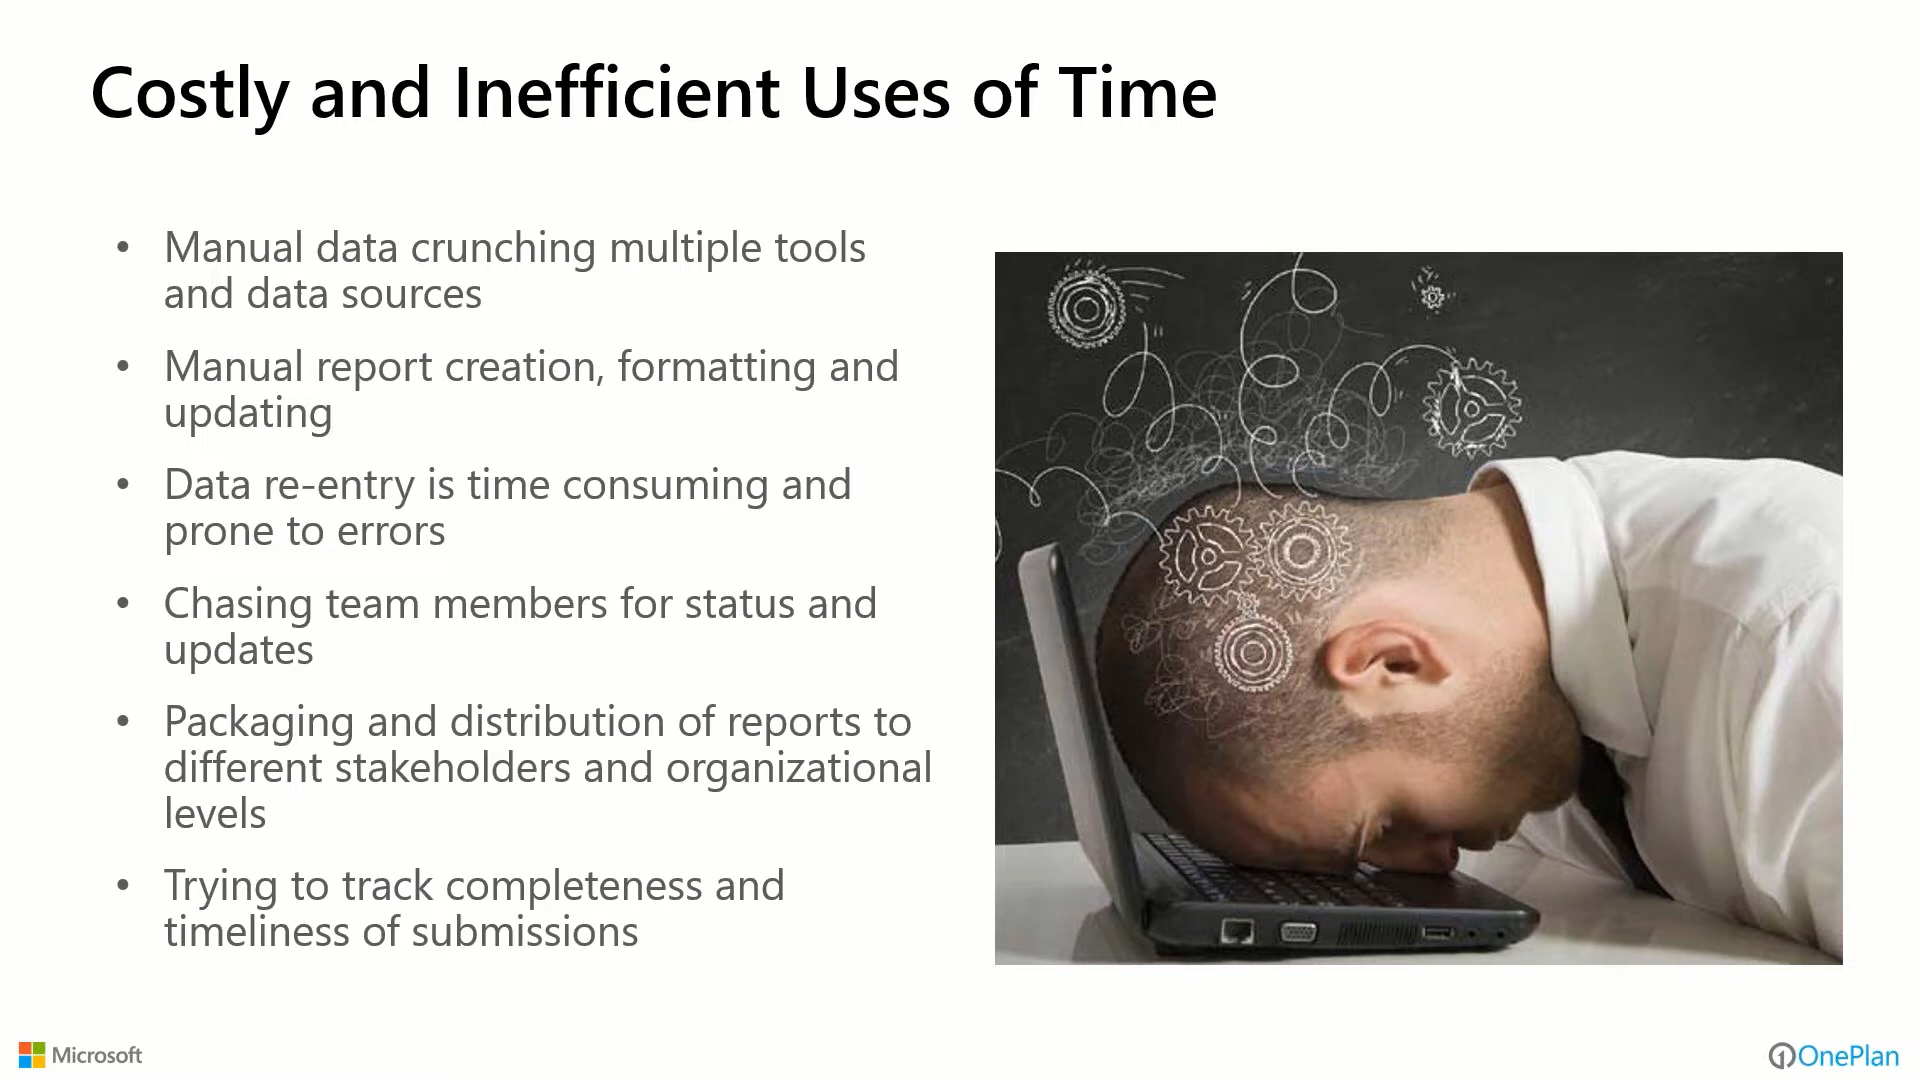 Costly and Inefficient Uses of Time
• Manual data crunching multiple tools
and data sources
• Manual report creation, formatting and
updating
• Data re-entry is time consuming and
prone to errors
• Chasing team members for status and
updates
• Packaging and distribution of reports to
different stakeholders and organizational
levels
• Trying to track completeness and
timeliness of submissions
Microsoft
OnePlan